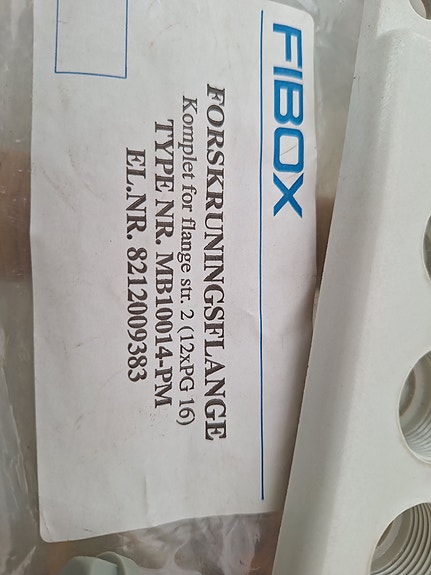 FIBOX
FORSKRUNINGSFLANGE
Komplet for flange str. 2 (12xPG 16)
TYPE NR. MB10014-PM
EL.NR. 8212009383